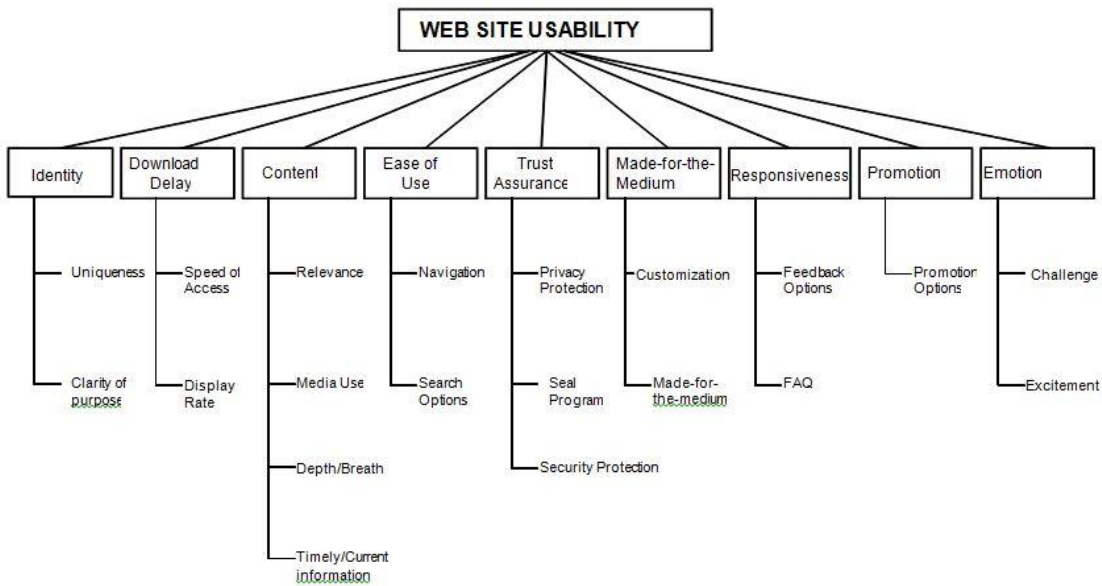 WEB SITE USABILITY
Identity
Download
Delay
Content
Ease of
Use
Trust
Assurance
Made-for-the-
Medium
Responsiveness
Promotion
Emotion
Uniqueness
Clarity of
purpose
Speed of
Access
Display
Rate
Relevance
Media Use
Depth/Breath
Timely/Current
information
Navigation
Search
Options
Privacy
Protection
Seal
Program
Security Protection
Customization
Made-for-
the-medium
Feedback
Options
FAQ
Promotion
Options
Challenge
Excitement